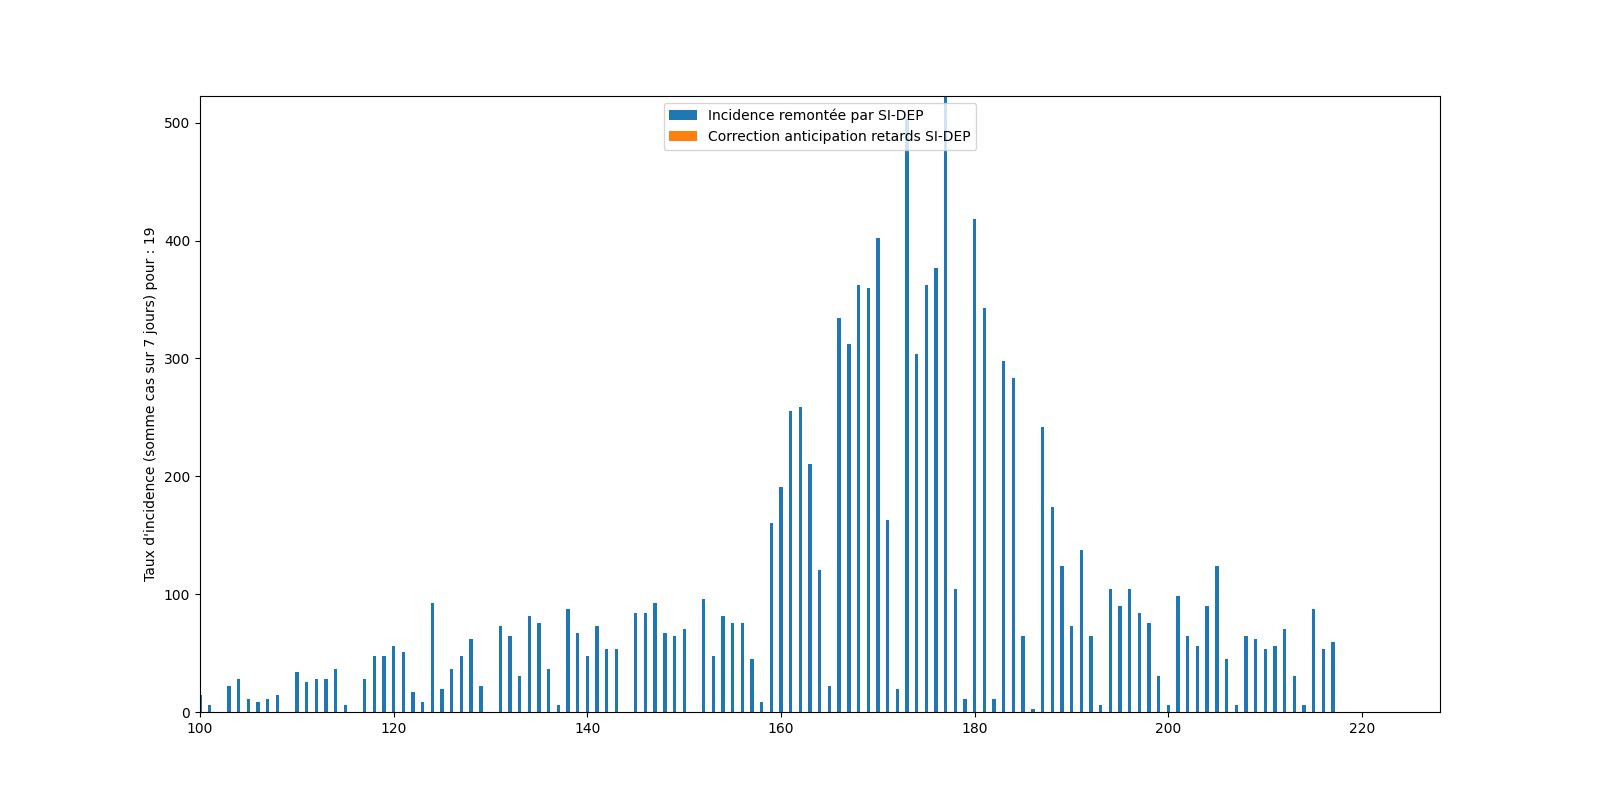 Incidence remontée par SI-DEP
Correction anticipation retards SI-DEP
Taux d'incidence (somme cas sur 7 jours) pour : 19
500
400
300
200
100
0
100 120 140 160 180 200 220